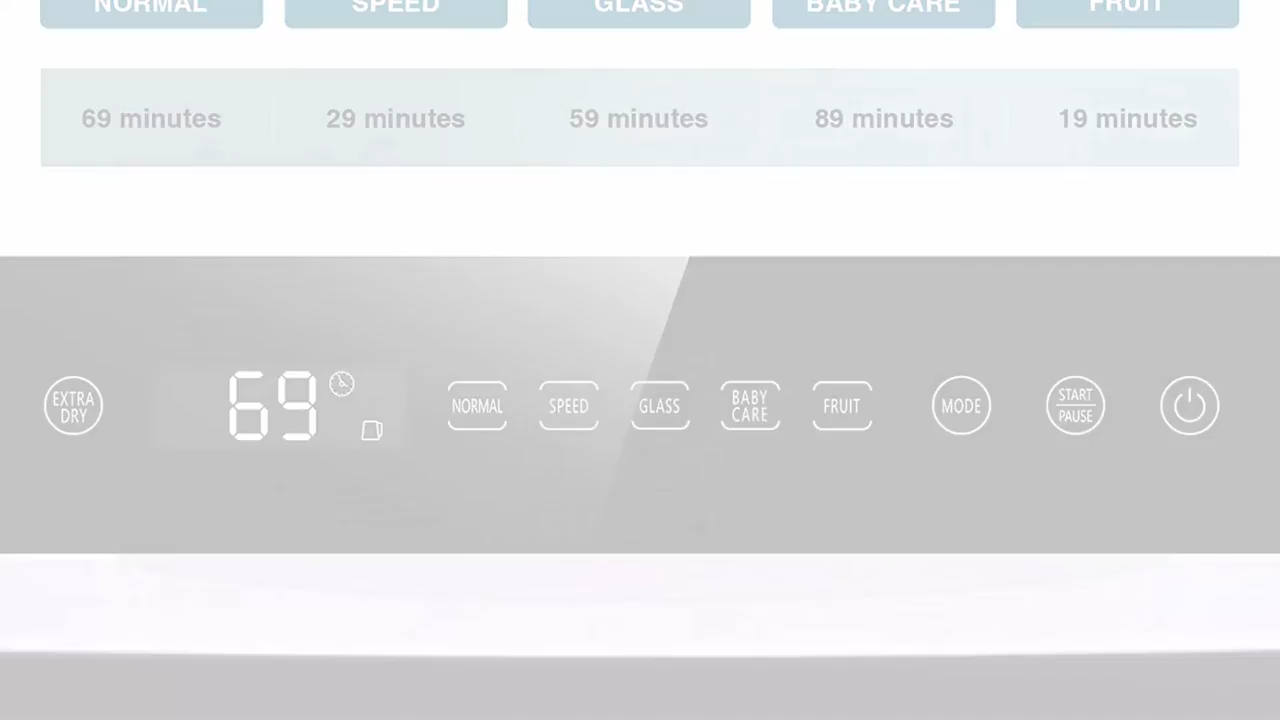 NORMAL SPEED GLASS BABY CARE FRUIT
69 minutes 29 minutes 59 minutes 89 minutes 19 minutes
EXTRA DRY
69
NORMAL
SPEED
GLASS
BABY CARE
FRUIT
MODE
START
PAUSE